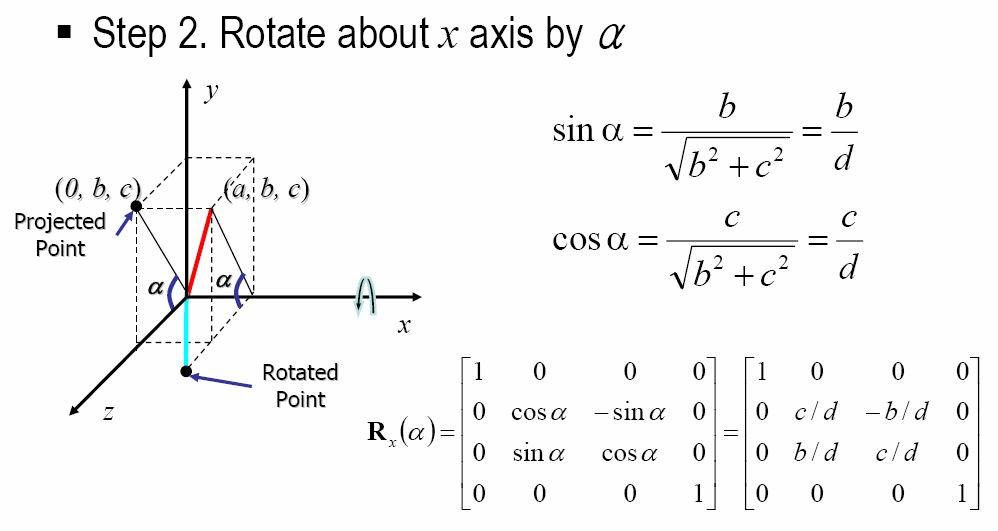 ▪ Step 2. Rotate about x axis by α
y
(0, b, c)
(a, b, c)
Projected
Point
α
α
x
z
Rotated
Point
sin α = b / √(b² + c²) = b / d
cos α = c / √(b² + c²) = c / d
R_x(α) = [1 0 0 0; 0 cos α −sin α 0; 0 sin α cos α 0; 0 0 0 1] = [1 0 0 0; 0 c/d −b/d 0; 0 b/d c/d 0; 0 0 0 1]